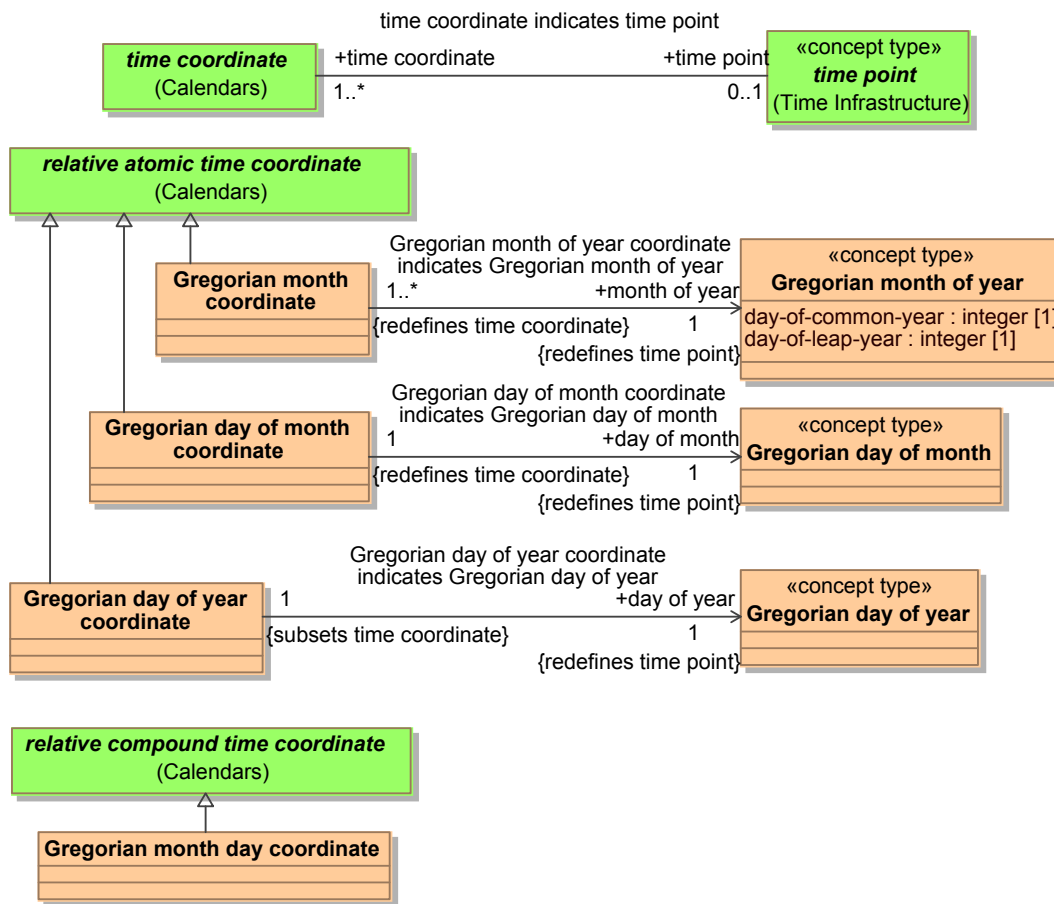 time coordinate indicates time point
time coordinate
(Calendars)
+time coordinate
1..*
+time point
0..1
«concept type»
time point
(Time Infrastructure)
relative atomic time coordinate
(Calendars)
Gregorian month
coordinate
Gregorian month of year coordinate
indicates Gregorian month of year
1..*
+month of year
{redefines time coordinate}
1
{redefines time point}
«concept type»
Gregorian month of year
day-of-common-year : integer [1]
day-of-leap-year : integer [1]
Gregorian day of month
coordinate
Gregorian day of month coordinate
indicates Gregorian day of month
1
+day of month
{redefines time coordinate}
1
{redefines time point}
«concept type»
Gregorian day of month
Gregorian day of year
coordinate
Gregorian day of year coordinate
indicates Gregorian day of year
1
+day of year
{subsets time coordinate}
1
{redefines time point}
«concept type»
Gregorian day of year
relative compound time coordinate
(Calendars)
Gregorian month day coordinate